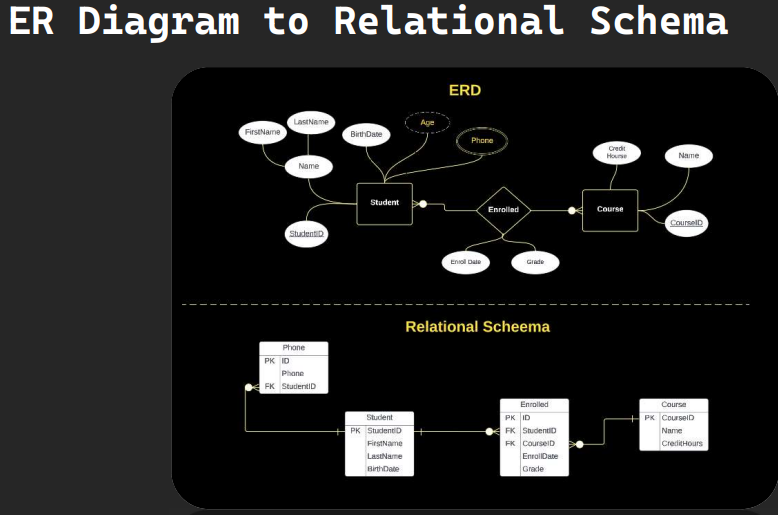 ER Diagram to Relational Schema
ERD
LastName
FirstName
Age
BirthDate
Phone
Credit
Hourse
Name
Name
Student
Enrolled
Course
StudentID
CourseID
Enroll Date
Grade
Relational Scheema
Phone
PK ID
Phone
FK StudentID
Student
PK StudentID
FirstName
LastName
BirthDate
Enrolled
PK ID
FK StudentID
FK CourseID
EnrollDate
Grade
Course
PK CourseID
Name
CreditHours